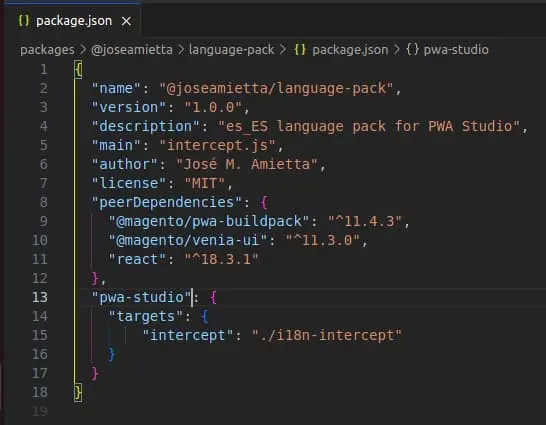 {} package.json ×
packages > @joseamietta > language-pack > {} package.json > {} pwa-studio
1 {
2 "name": "@joseamietta/language-pack",
3 "version": "1.0.0",
4 "description": "es_ES language pack for PWA Studio",
5 "main": "intercept.js",
6 "author": "José M. Amietta",
7 "license": "MIT",
8 "peerDependencies": {
9 "@magento/pwa-buildpack": "^11.4.3",
10 "@magento/venia-ui": "^11.3.0",
11 "react": "^18.3.1"
12 },
13 "pwa-studio": {
14 "targets": {
15 "intercept": "./i18n-intercept"
16 }
17 }
18 }
19